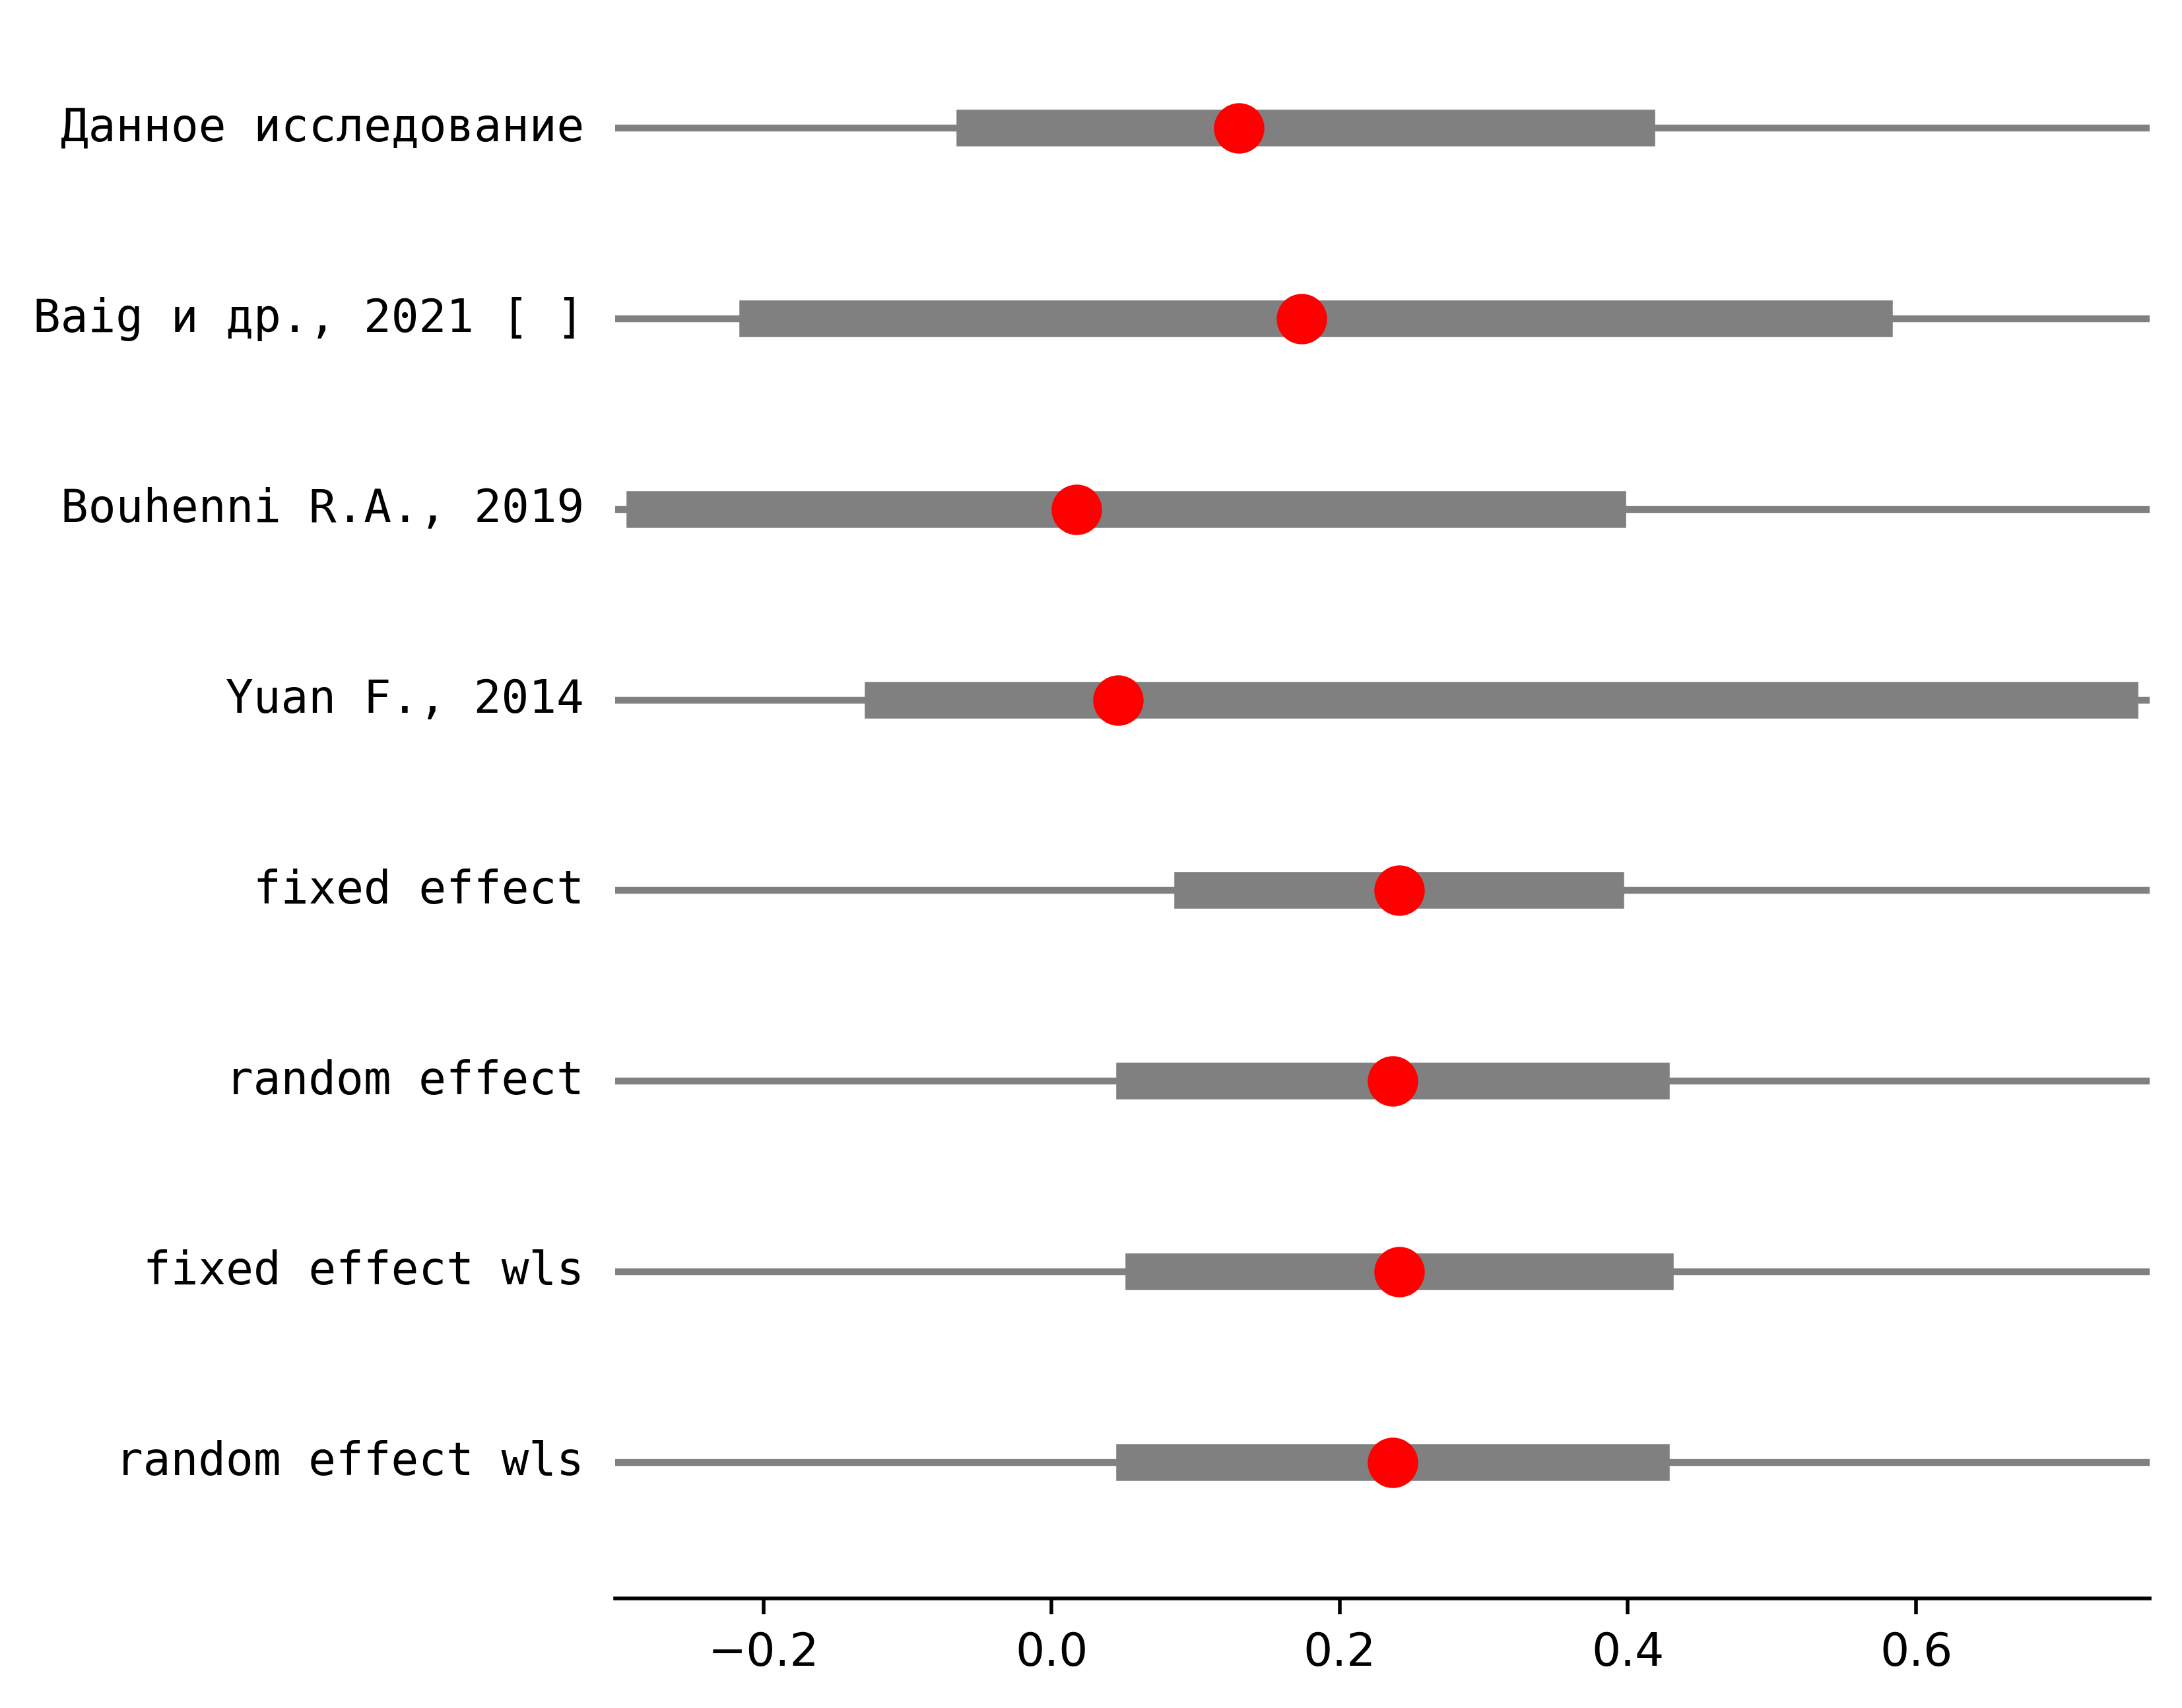 Данное исследование
Baig и др., 2021 [ ]
Bouhenni R.A., 2019
Yuan F., 2014
fixed effect
random effect
fixed effect wls
random effect wls
−0.2 0.0 0.2 0.4 0.6